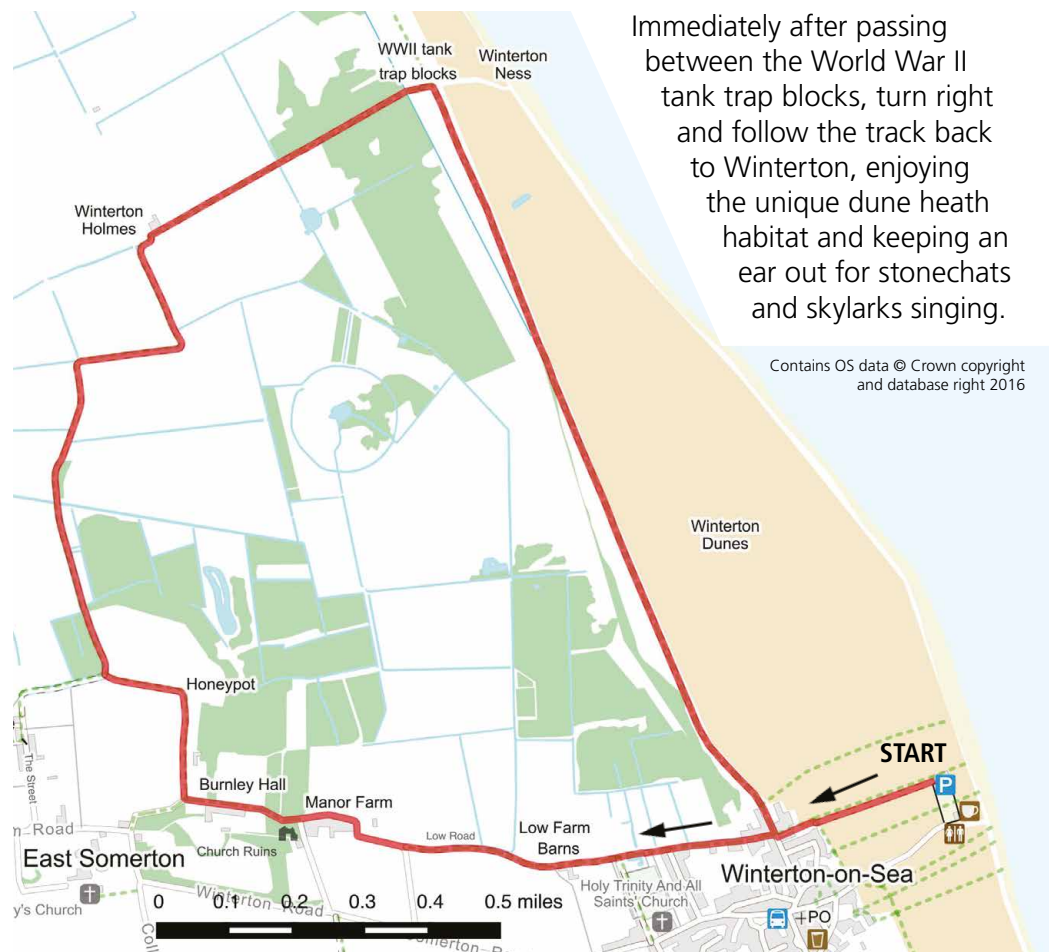 Immediately after passing
between the World War II
tank trap blocks, turn right
and follow the track back
to Winterton, enjoying
the unique dune heath
habitat and keeping an
ear out for stonechats
and skylarks singing.
Contains OS data © Crown copyright
and database right 2016
WWII tank
trap blocks
Winterton
Ness
Winterton
Holmes
Winterton
Dunes
Honeypot
START
P
The Street
Burnley Hall
Manor Farm
Low Road
Low Farm
Barns
Road
Church Ruins
East Somerton
Winterton-on-Sea
Holy Trinity And All
Saints' Church
y's Church
Winterton Road
0 0.1 0.2 0.3 0.4 0.5 miles
+PO
Coll
omerton-R